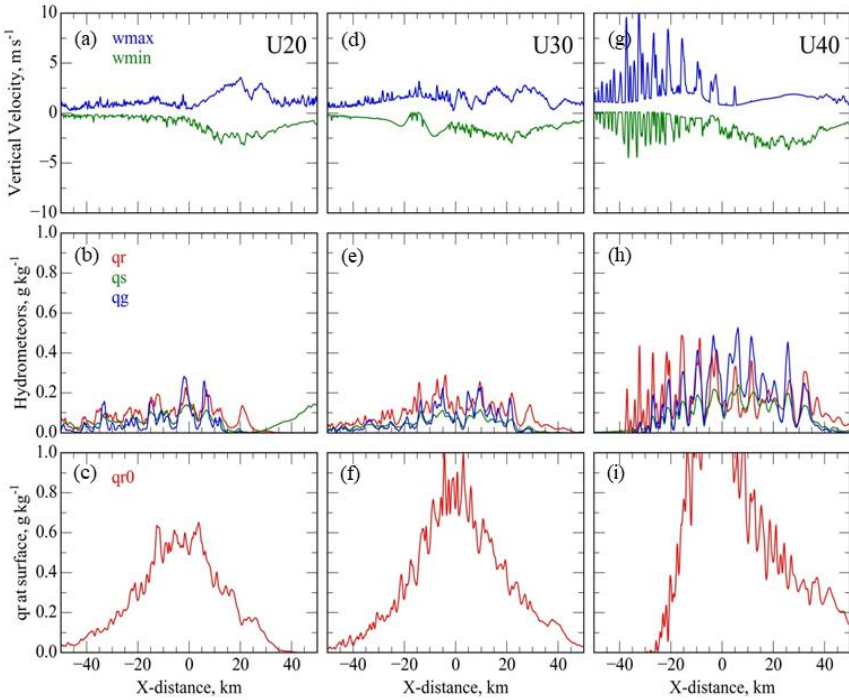 (a) wmax wmin U20
(d) U30
(g) U40
Vertical Velocity, m s⁻¹
10
5
0
−5
−10
(b) qr qs qg
(e)
(h)
Hydrometeors, g kg⁻¹
1.0
0.8
0.6
0.4
0.2
0.0
(c) qr0
(f)
(i)
qr at surface, g kg⁻¹
1.0
0.8
0.6
0.4
0.2
0.0
−40 −20 0 20 40
−40 −20 0 20 40
−40 −20 0 20 40
X-distance, km
X-distance, km
X-distance, km